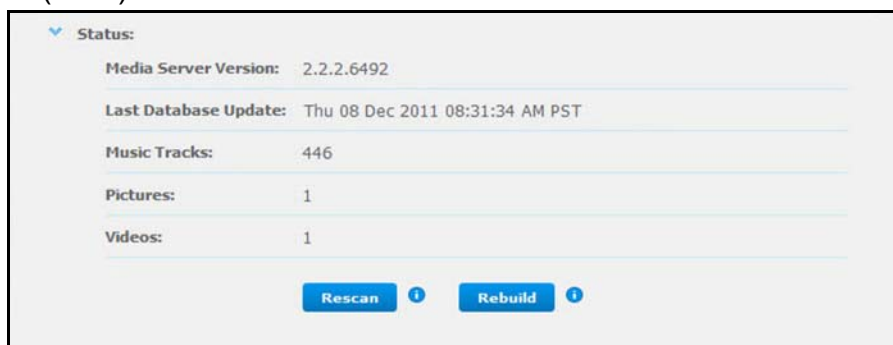 Status:
Media Server Version: 2.2.2.6492
Last Database Update: Thu 08 Dec 2011 08:31:34 AM PST
Music Tracks: 446
Pictures: 1
Videos: 1
Rescan i Rebuild i